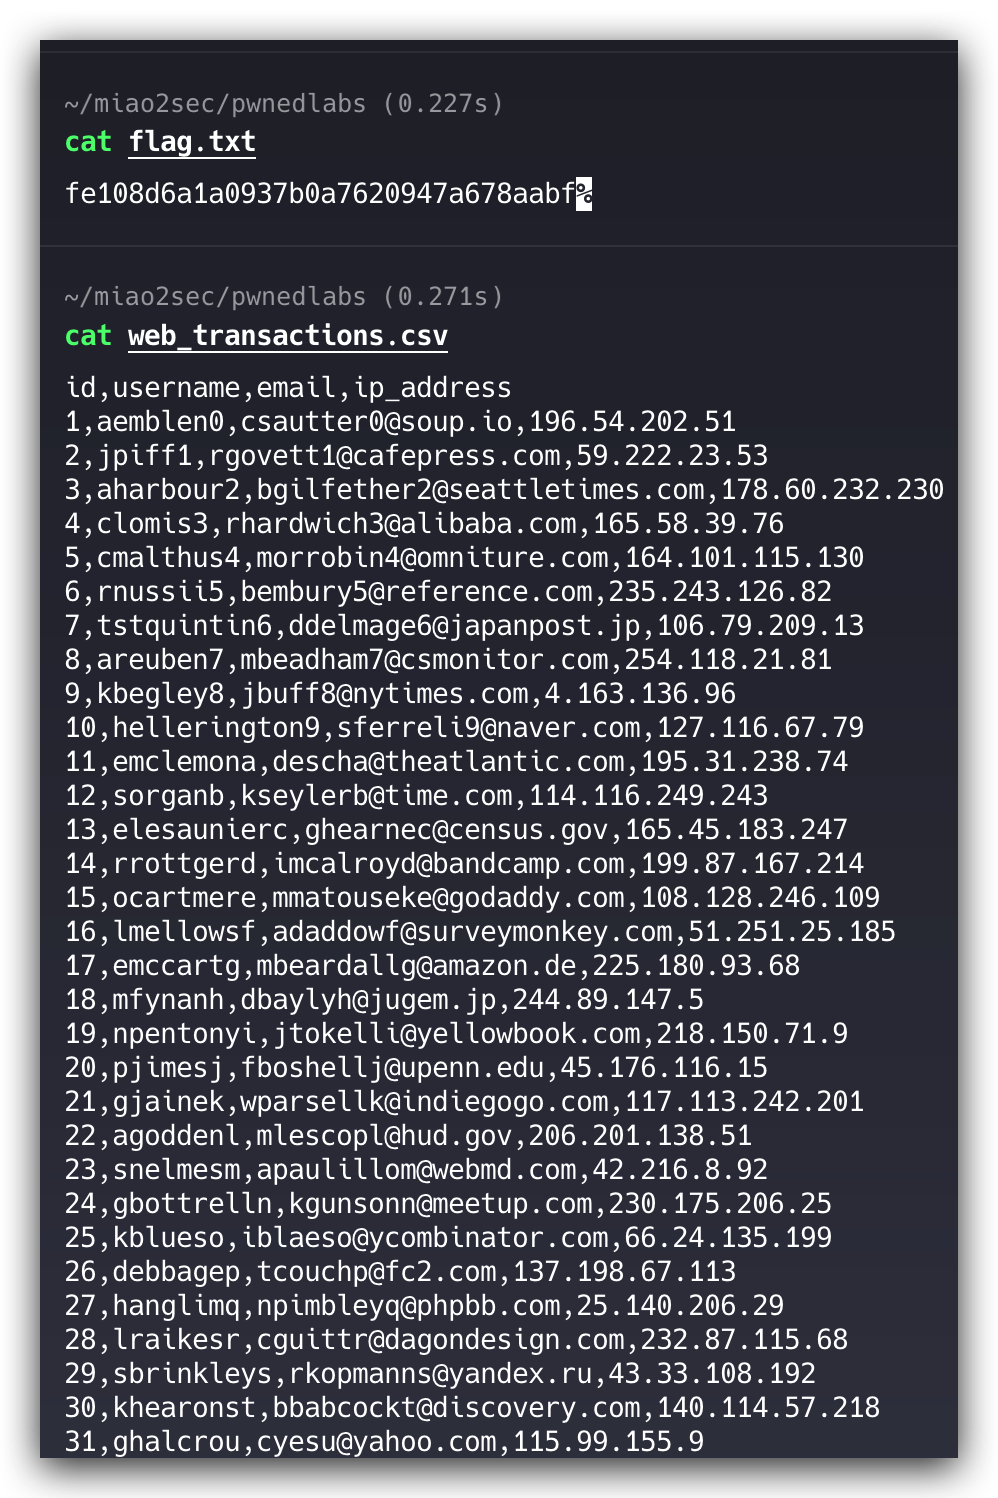 ~/miao2sec/pwnedlabs (0.227s)
cat flag.txt
fe108d6a1a0937b0a7620947a678aabf%
~/miao2sec/pwnedlabs (0.271s)
cat web_transactions.csv
id,username,email,ip_address
1,aemblen0,csautter0@soup.io,196.54.202.51
2,jpiff1,rgovett1@cafepress.com,59.222.23.53
3,aharbour2,bgilfether2@seattletimes.com,178.60.232.230
4,clomis3,rhardwich3@alibaba.com,165.58.39.76
5,cmalthus4,morrobin4@omniture.com,164.101.115.130
6,rnussii5,bembury5@reference.com,235.243.126.82
7,tstquintin6,ddelmage6@japanpost.jp,106.79.209.13
8,areuben7,mbeadham7@csmonitor.com,254.118.21.81
9,kbegley8,jbuff8@nytimes.com,4.163.136.96
10,hellerington9,sferreli9@naver.com,127.116.67.79
11,emclemona,descha@theatlantic.com,195.31.238.74
12,sorganb,kseylerb@time.com,114.116.249.243
13,elesaunierc,ghearnec@census.gov,165.45.183.247
14,rrottgerd,imcalroyd@bandcamp.com,199.87.167.214
15,ocartmere,mmatouseke@godaddy.com,108.128.246.109
16,lmellowsf,adaddowf@surveymonkey.com,51.251.25.185
17,emccartg,mbeardallg@amazon.de,225.180.93.68
18,mfynanh,dbaylyh@jugem.jp,244.89.147.5
19,npentonyi,jtokelli@yellowbook.com,218.150.71.9
20,pjimesj,fboshellj@upenn.edu,45.176.116.15
21,gjainek,wparsellk@indiegogo.com,117.113.242.201
22,agoddenl,mlescopl@hud.gov,206.201.138.51
23,snelmesm,apaulillom@webmd.com,42.216.8.92
24,gbottrelln,kgunsonn@meetup.com,230.175.206.25
25,kblueso,iblaeso@ycombinator.com,66.24.135.199
26,debbagep,tcouchp@fc2.com,137.198.67.113
27,hanglimq,npimbleyq@phpbb.com,25.140.206.29
28,lraikesr,cguittr@dagondesign.com,232.87.115.68
29,sbrinkleys,rkopmanns@yandex.ru,43.33.108.192
30,khearonst,bbabcockt@discovery.com,140.114.57.218
31,ghalcrou,cyesu@yahoo.com,115.99.155.9